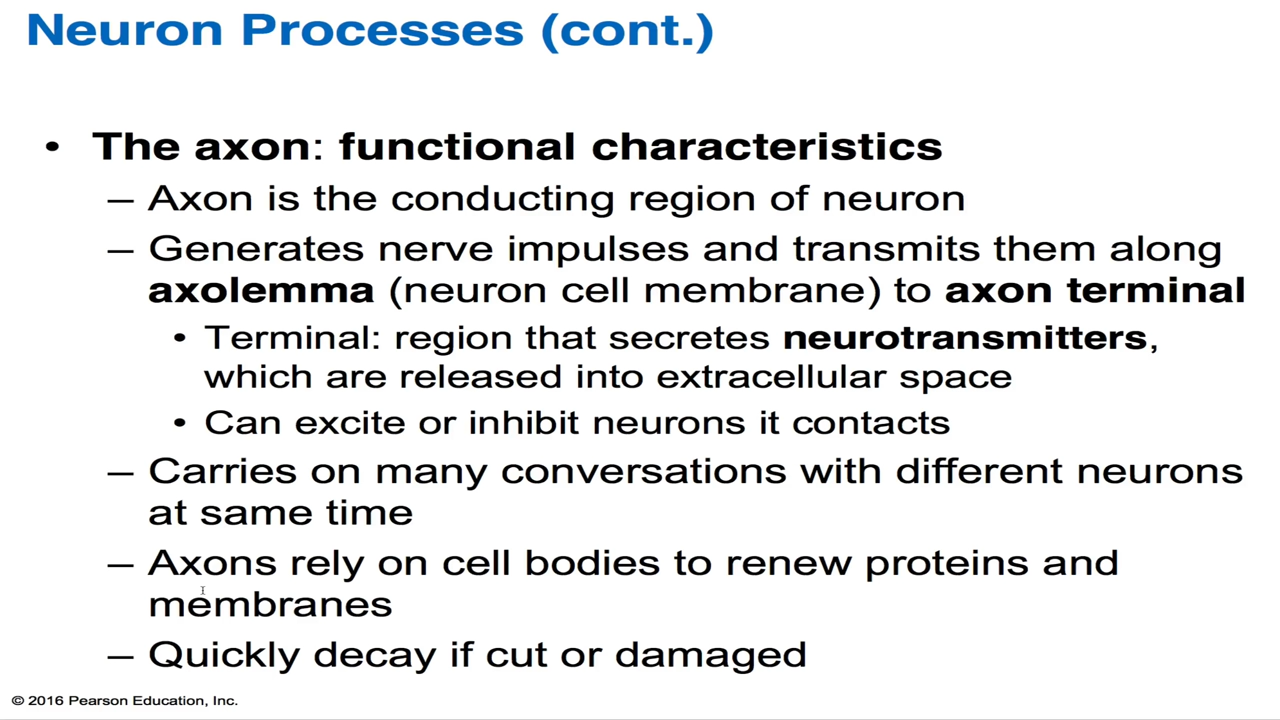 Neuron Processes (cont.)
• The axon: functional characteristics
– Axon is the conducting region of neuron
– Generates nerve impulses and transmits them along
axolemma (neuron cell membrane) to axon terminal
• Terminal: region that secretes neurotransmitters,
which are released into extracellular space
• Can excite or inhibit neurons it contacts
– Carries on many conversations with different neurons
at same time
– Axons rely on cell bodies to renew proteins and
membranes
– Quickly decay if cut or damaged
© 2016 Pearson Education, Inc.